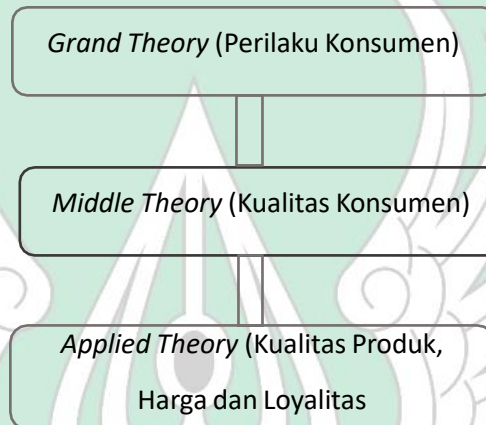 Grand Theory (Perilaku Konsumen)
Middle Theory (Kualitas Konsumen)
Applied Theory (Kualitas Produk,
Harga dan Loyalitas